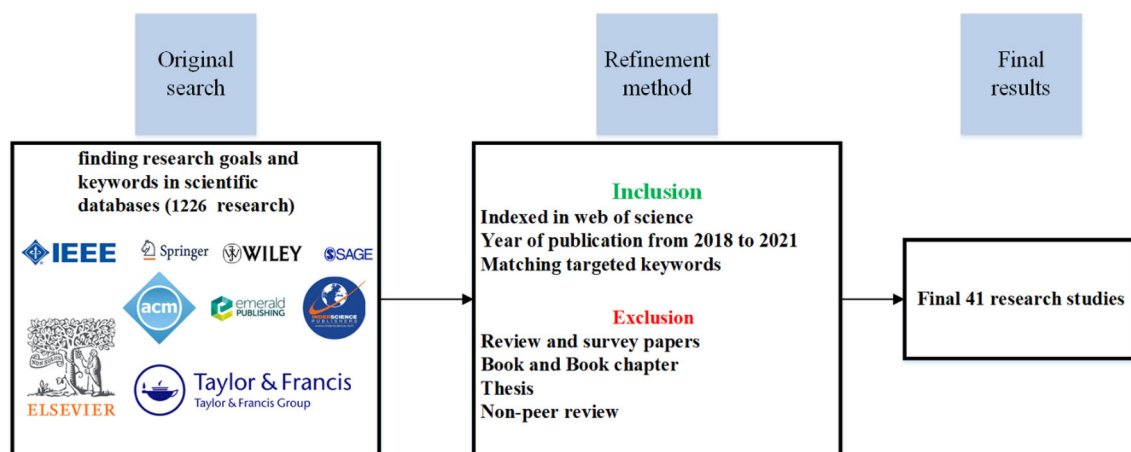 Original
search
Refinement
method
Final
results
finding research goals and
keywords in scientific
databases (1226 research)
IEEE
Springer
WILEY
SAGE
acm
emerald
PUBLISHING
INDERSCIENCE
PUBLISHERS
ELSEVIER
Taylor & Francis
Taylor & Francis Group
Inclusion
Indexed in web of science
Year of publication from 2018 to 2021
Matching targeted keywords
Exclusion
Review and survey papers
Book and Book chapter
Thesis
Non-peer review
Final 41 research studies